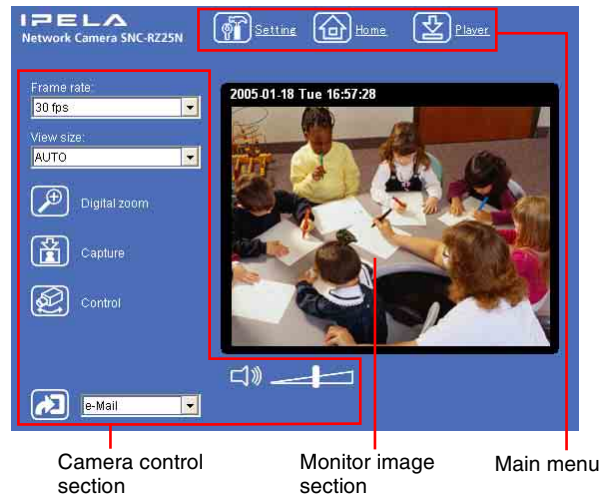 IPELA
Network Camera SNC-RZ25N
Setting
Home
Player
Frame rate:
30 fps
View size:
AUTO
Digital zoom
Capture
Control
e-Mail
2005-01-18 Tue 16:57:28
Camera control
section
Monitor image
section
Main menu